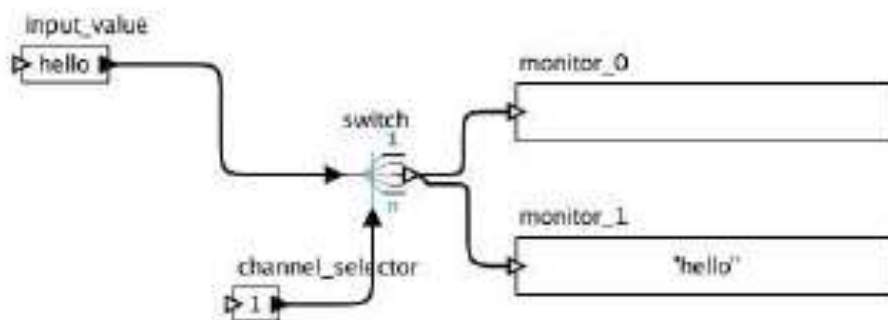 input_value
hello
monitor_0
switch
1
n
monitor_1
"hello"
channel_selector
1